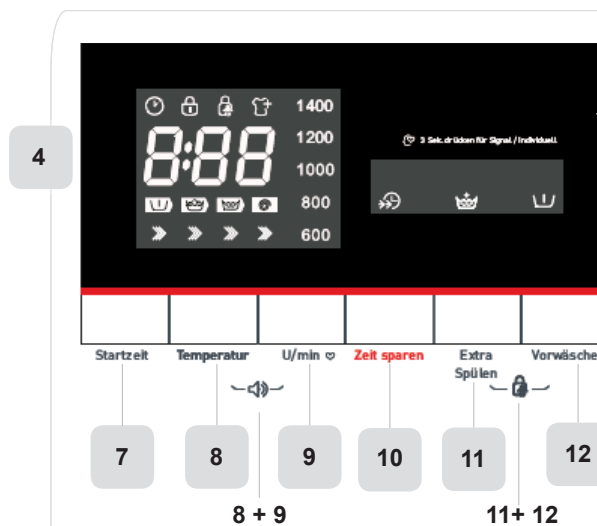 1400
4
8:88
1200
1000
800
600
3 Sek. drücken für Signal / Individuell
Startzeit
Temperatur
U/min
Zeit sparen
Extra
Spülen
Vorwäsche
7
8
9
10
11
12
8 + 9
11+ 12